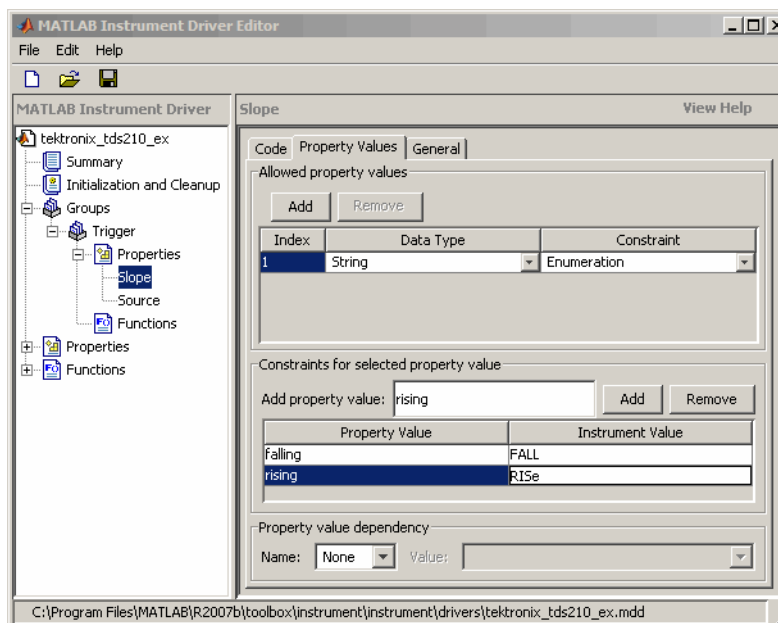 MATLAB Instrument Driver Editor
File Edit Help
MATLAB Instrument Driver
Slope View Help
tektronix_tds210_ex
Summary
Initialization and Cleanup
Groups
Trigger
Properties
Slope
Source
Functions
Properties
Functions
Code Property Values General
Allowed property values
Add Remove
Index Data Type Constraint
1 String Enumeration
Constraints for selected property value
Add property value: rising Add Remove
Property Value Instrument Value
falling FALL
rising RISe
Property value dependency
Name: None Value:
C:\Program Files\MATLAB\R2007b\toolbox\instrument\instrument\drivers\tektronix_tds210_ex.mdd